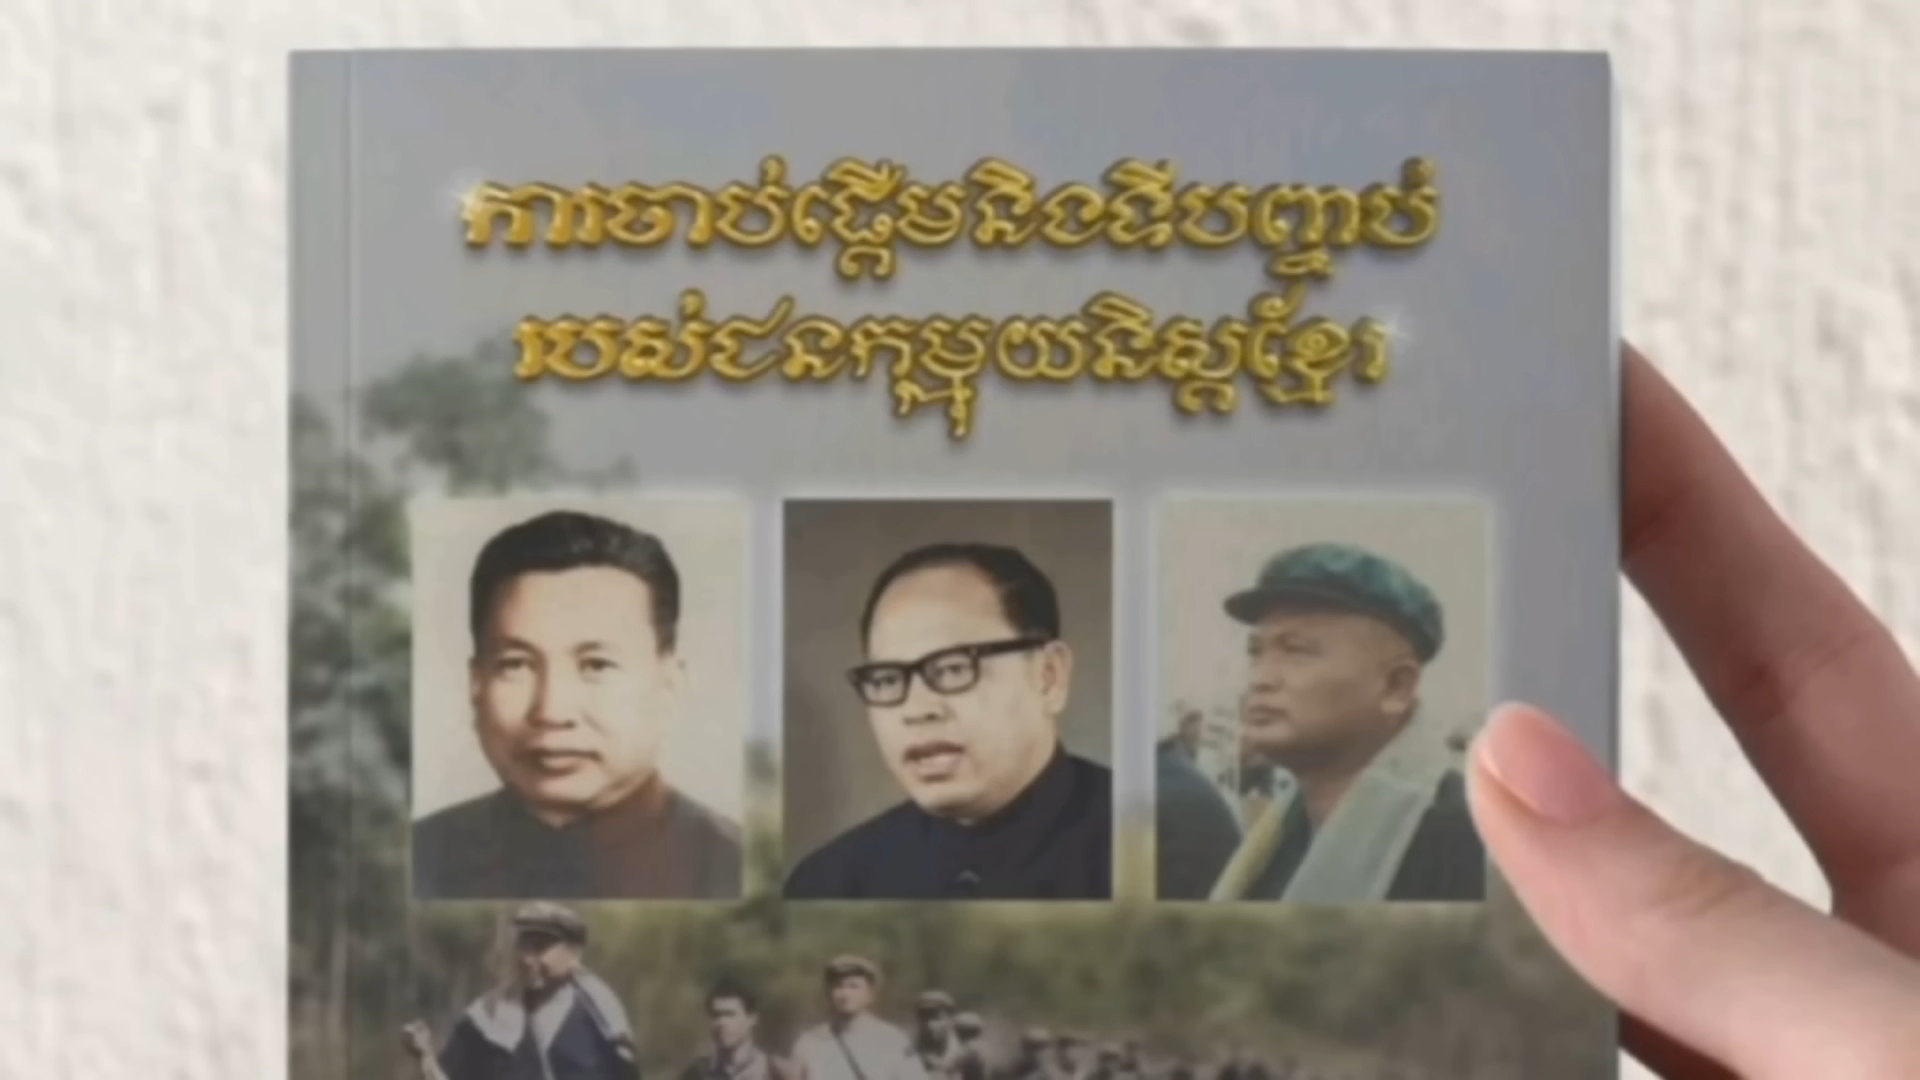 ការចាប់ផ្ដើមនិងទីបញ្ចប់
របស់ជនកុម្មុយនិស្តខ្មែរ